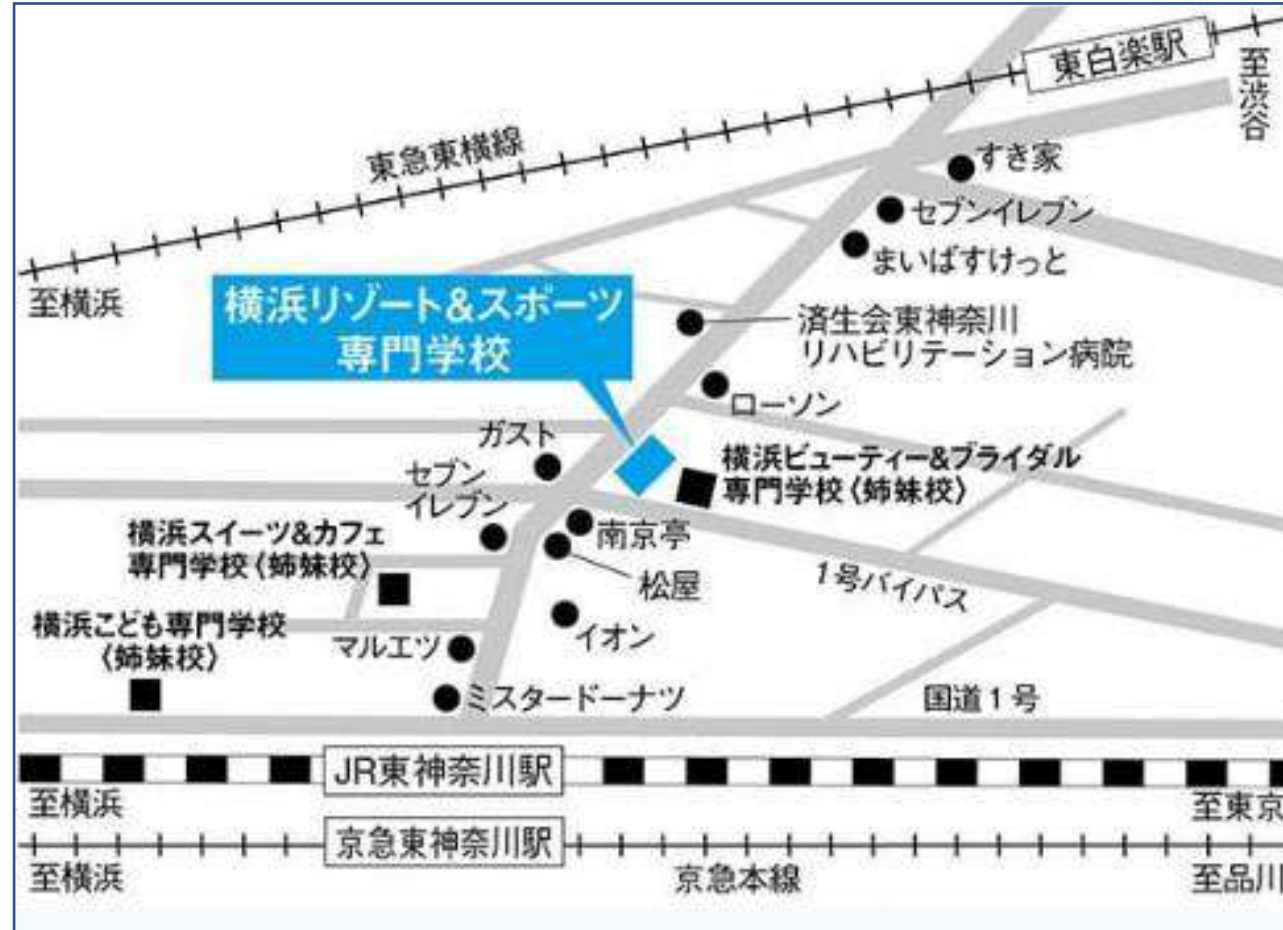 東白楽駅
至渋谷
東急東横線
すき家
セブンイレブン
まいばすけっと
至横浜
横浜リゾート&スポーツ
専門学校
済生会東神奈川
リハビリテーション病院
ローソン
ガスト
セブン
イレブン
横浜ビューティー&ブライダル
専門学校〈姉妹校〉
横浜スイーツ&カフェ
専門学校〈姉妹校〉
南京亭
松屋
1号バイパス
横浜こども専門学校
〈姉妹校〉
マルエツ
イオン
ミスタードーナツ
国道1号
JR東神奈川駅
至横浜
至東京
京急東神奈川駅
至横浜
京急本線
至品川